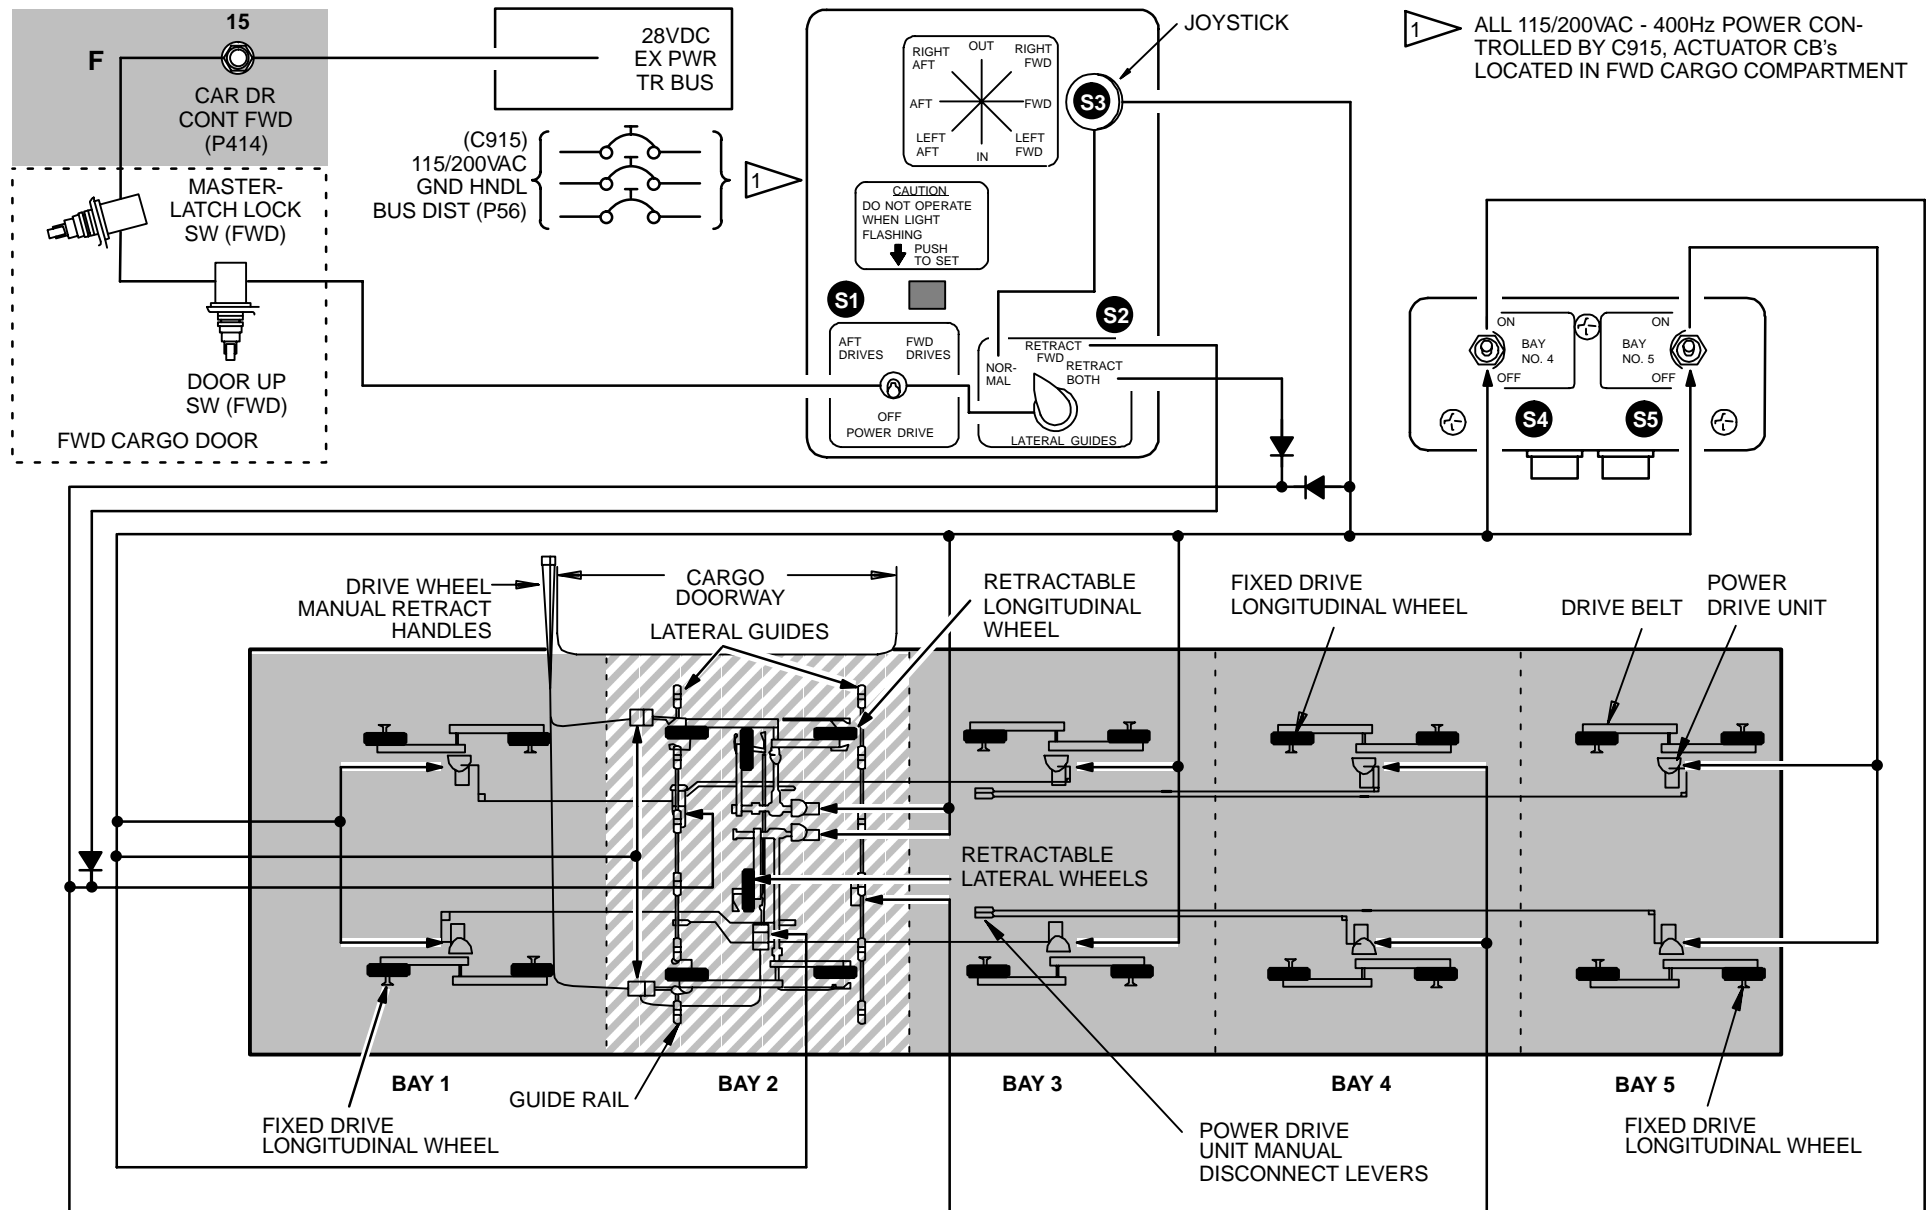 15
F
CAR DR
CONT FWD
(P414)
28VDC
EX PWR
TR BUS
(C915)
115/200VAC
GND HNDL
BUS DIST (P56)
1
MASTER-
LATCH LOCK
SW (FWD)
DOOR UP
SW (FWD)
FWD CARGO DOOR
RIGHT
AFT
OUT
RIGHT
FWD
AFT
FWD
LEFT
AFT
IN
LEFT
FWD
JOYSTICK
S3
CAUTION
DO NOT OPERATE
WHEN LIGHT
FLASHING
PUSH
TO SET
S1
S2
AFT
DRIVES
FWD
DRIVES
OFF
POWER DRIVE
RETRACT
FWD
NOR-
MAL
RETRACT
BOTH
LATERAL GUIDES
1
ALL 115/200VAC - 400Hz POWER CON-
TROLLED BY C915, ACTUATOR CB's
LOCATED IN FWD CARGO COMPARTMENT
ON
BAY
NO. 4
OFF
ON
BAY
NO. 5
OFF
S4
S5
DRIVE WHEEL
MANUAL RETRACT
HANDLES
CARGO
DOORWAY
LATERAL GUIDES
RETRACTABLE
LONGITUDINAL
WHEEL
FIXED DRIVE
LONGITUDINAL WHEEL
DRIVE BELT
POWER
DRIVE UNIT
RETRACTABLE
LATERAL WHEELS
BAY 1
BAY 2
BAY 3
BAY 4
BAY 5
GUIDE RAIL
FIXED DRIVE
LONGITUDINAL WHEEL
POWER DRIVE
UNIT MANUAL
DISCONNECT LEVERS
FIXED DRIVE
LONGITUDINAL WHEEL